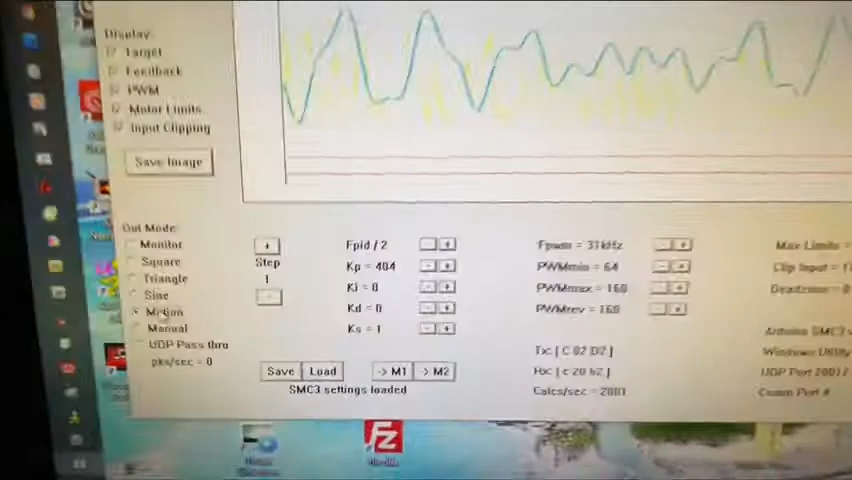 Display:
Target
Feedback
PWM
Motor Limits
Input Clipping
Save Image
Out Mode:
Monitor
Square
Triangle
Sine
Motion
Manual
UDP Pass thru
pks/sec = 0
+
Step
1
-
Fpid / 2 - +
Kp = 404 - +
Ki = 0 - +
Kd = 0 - +
Ks = 1 - +
Save Load -> M1 -> M2
SMC3 settings loaded
Fpwm = 31kHz - +
PWMmin = 64 - +
PWMmax = 160 - +
PWMrev = 160 - +
Calcs/sec = 2001
Max Limits =
Clip Input =
Deadzone = 0
Arduino SMC3
Windows Utility
UDP Port
Comm Port #